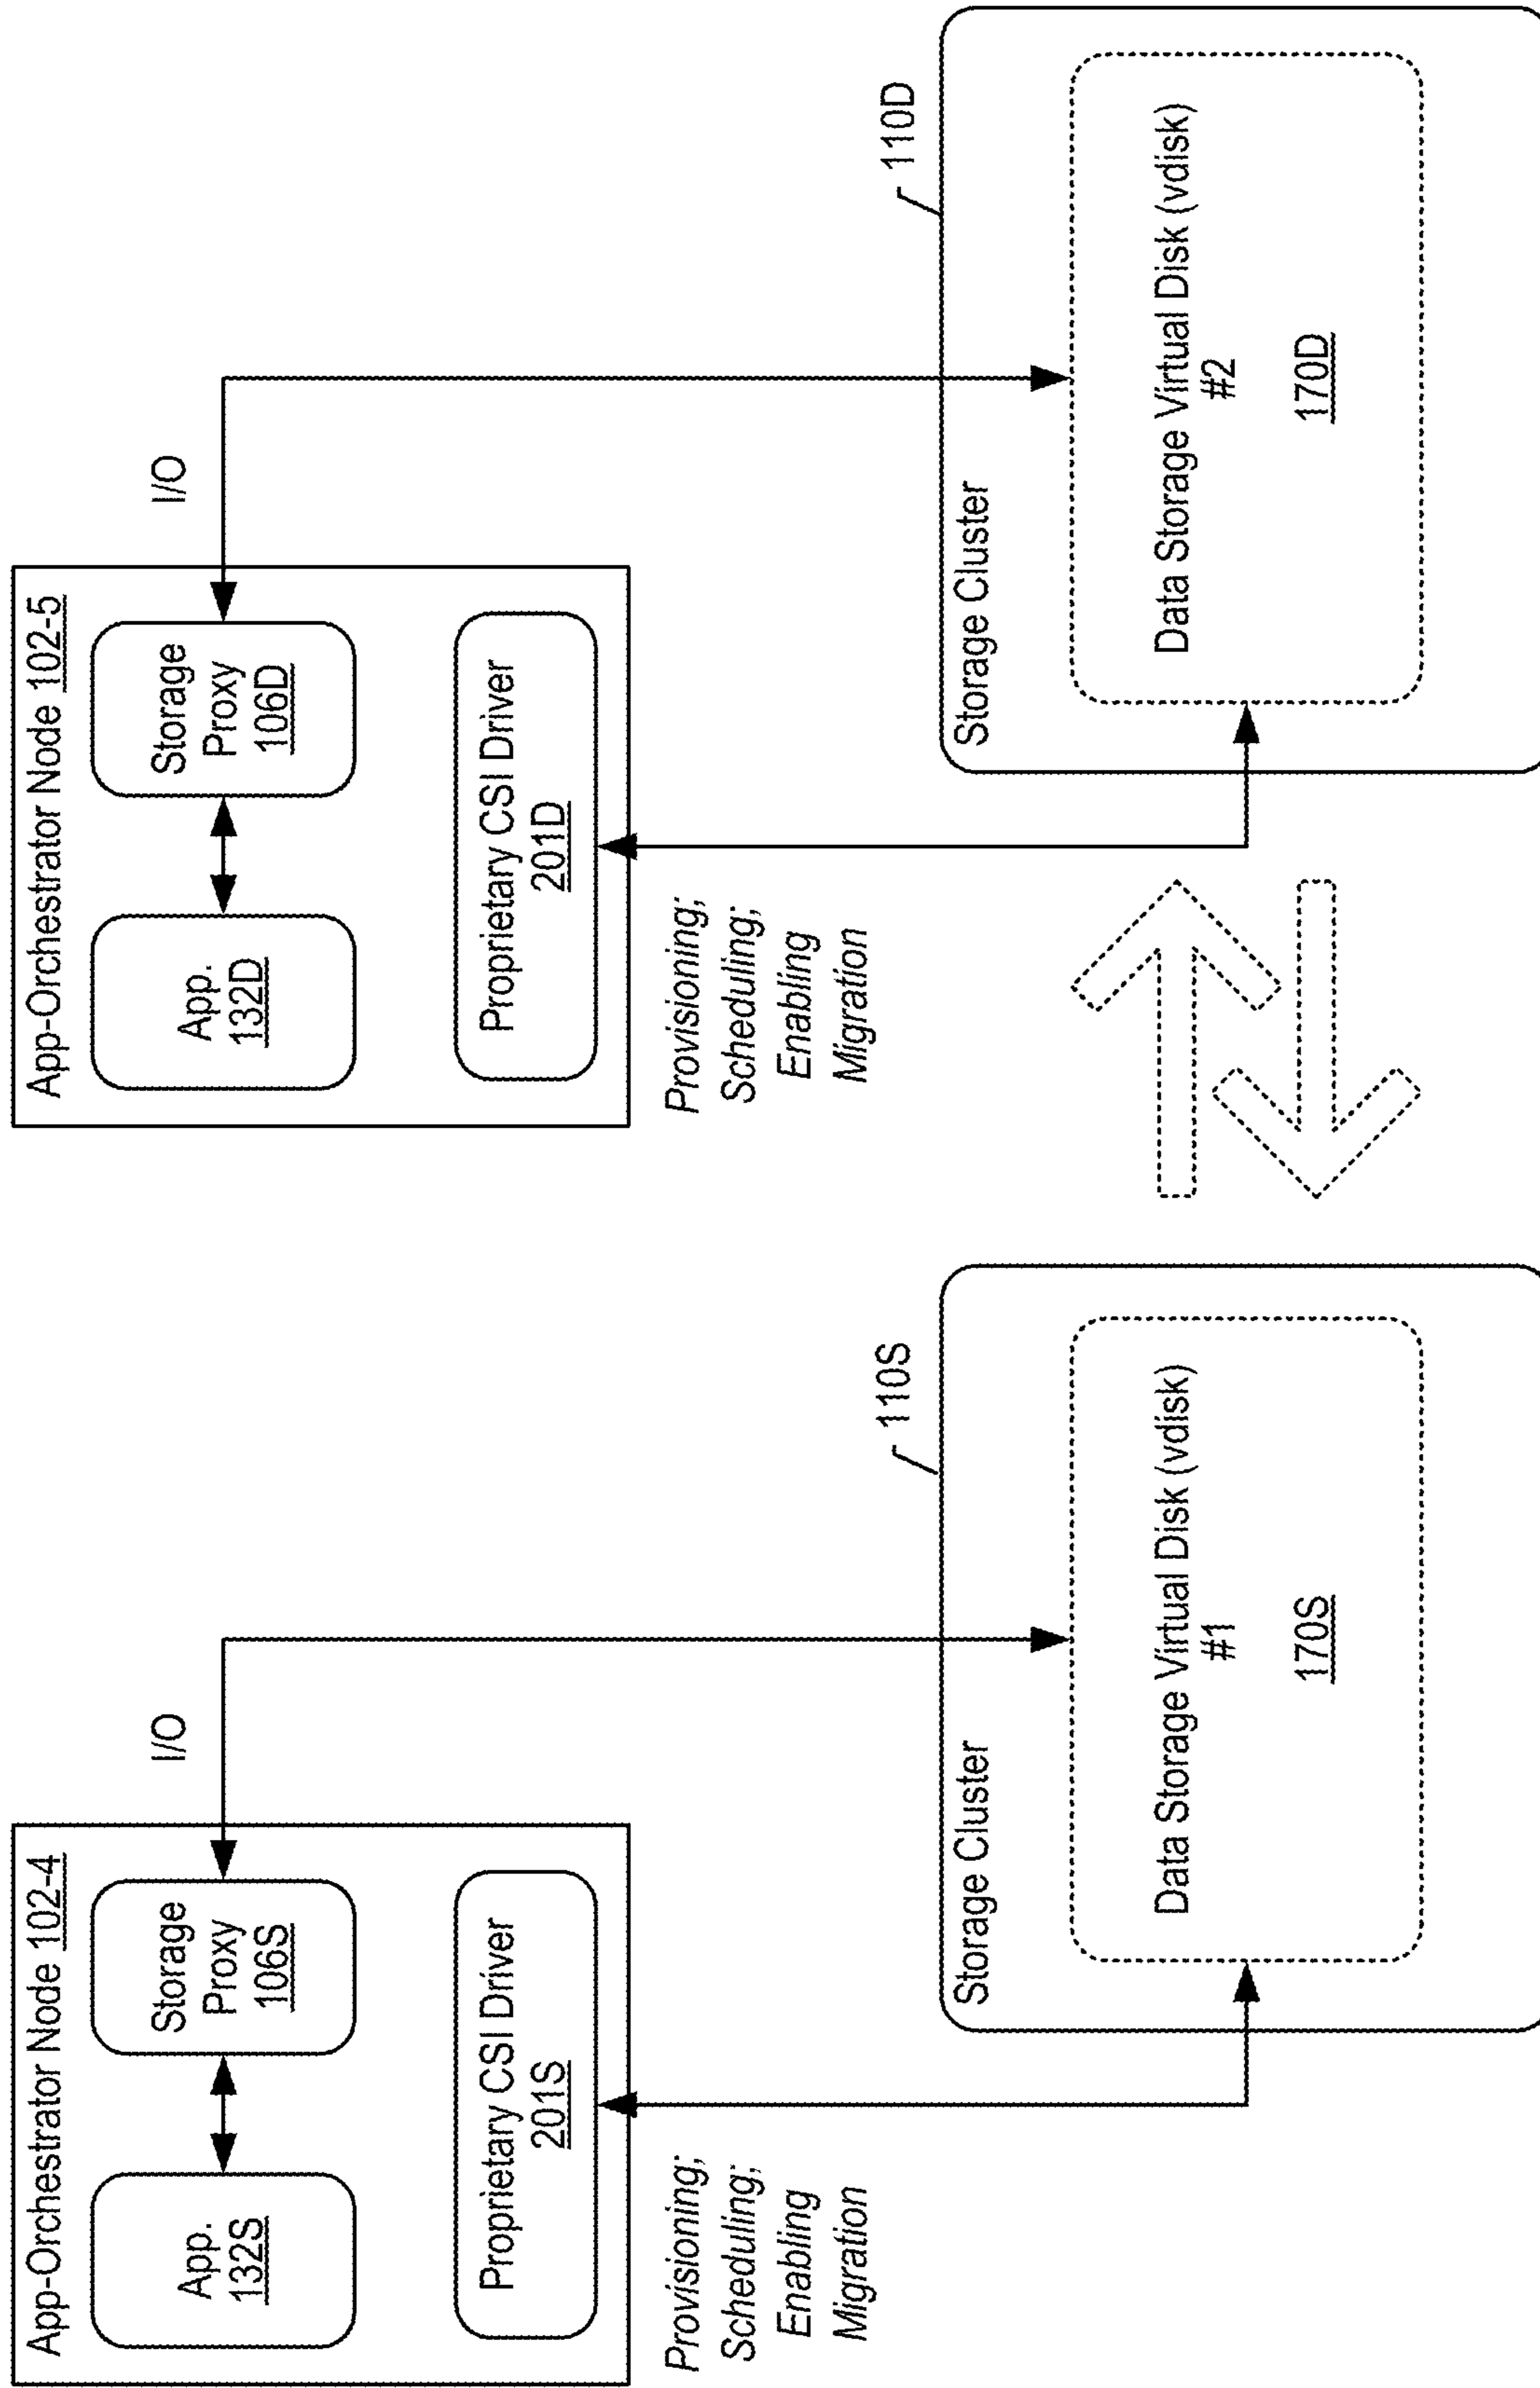 App-Orchestrator Node 102-4
App.
132S
Storage
Proxy
106S
I/O
Proprietary CSI Driver
201S
Provisioning;
Scheduling;
Enabling
Migration
110S
Storage Cluster
Data Storage Virtual Disk (vdisk)
#1
170S
App-Orchestrator Node 102-5
App.
132D
Storage
Proxy
106D
I/O
Proprietary CSI Driver
201D
Provisioning;
Scheduling;
Enabling
Migration
110D
Storage Cluster
Data Storage Virtual Disk (vdisk)
#2
170D